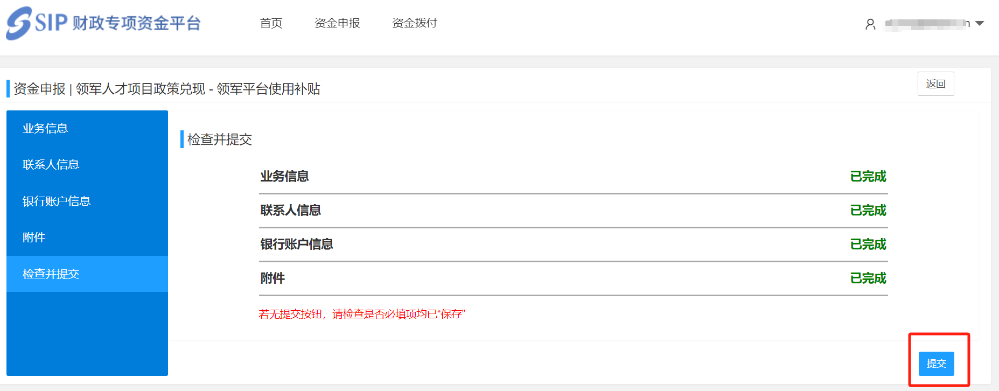 SIP 财政专项资金平台
首页 资金申报 资金拨付
资金申报 | 领军人才项目政策兑现 - 领军平台使用补贴
返回
业务信息
联系人信息
银行账户信息
附件
检查并提交
检查并提交
业务信息 已完成
联系人信息 已完成
银行账户信息 已完成
附件 已完成
若无提交按钮，请检查是否必填项均已“保存”
提交